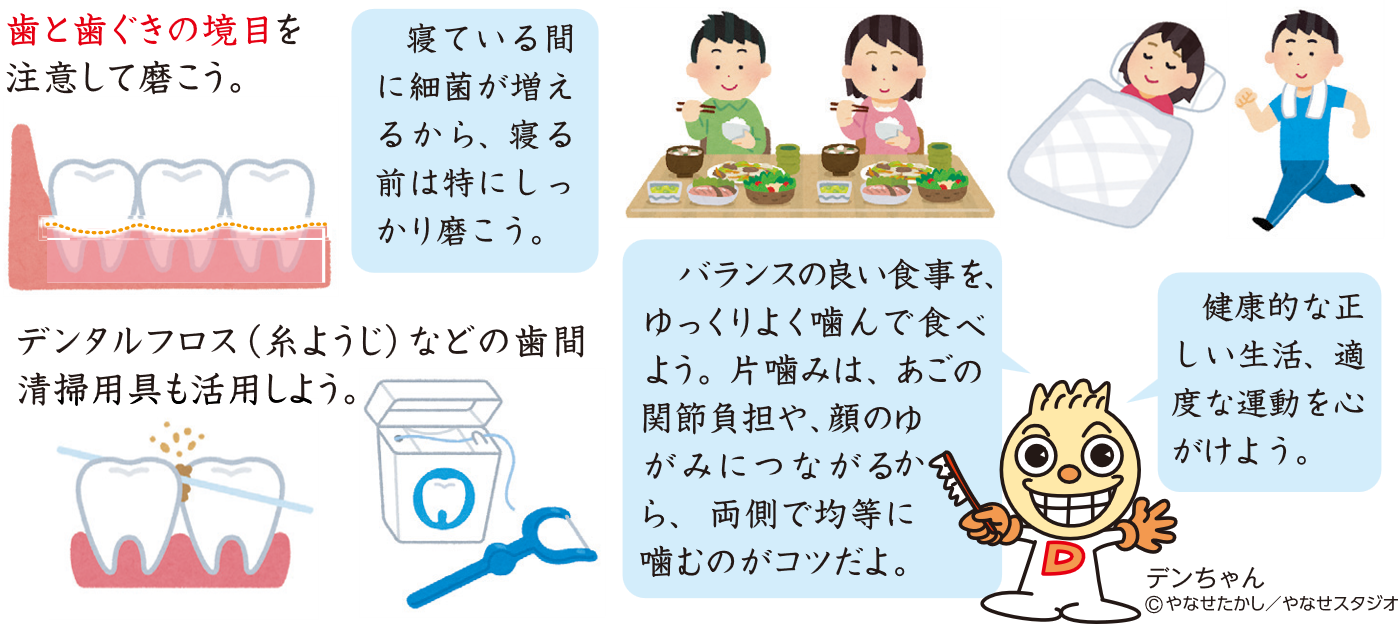 歯と歯ぐきの境目を
注意して磨こう。
寝ている間
に細菌が増え
るから、寝る
前は特にしっ
かり磨こう。
デンタルフロス(糸ようじ)などの歯間
清掃用具も活用しよう。
バランスの良い食事を、
ゆっくりよく噛んで食べ
よう。片噛みは、あごの
関節負担や、顔のゆ
がみにつながるか
ら、両側で均等に
噛むのがコツだよ。
健康的な正
しい生活、適
度な運動を心
がけよう。
D
デンちゃん
©やなせたかし/やなせスタジオ